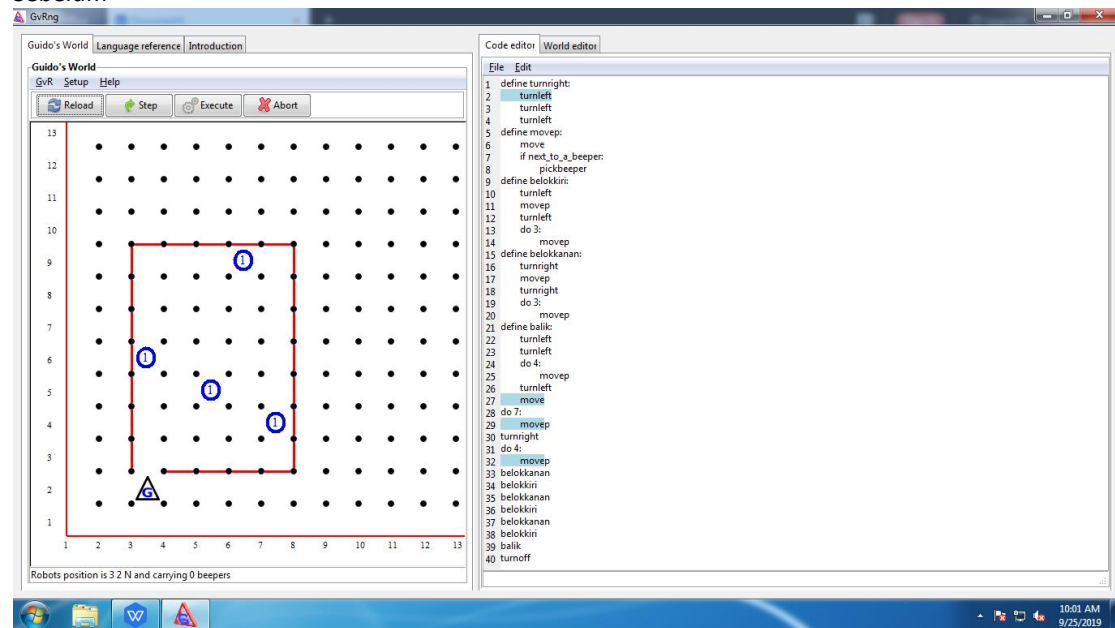 sebelum
GvRng
Guido's World Language reference Introduction
Guido's World
GvR Setup Help
Reload Step Execute Abort
13
12
11
10
9
8
7
6
5
4
3
2
1
1 2 3 4 5 6 7 8 9 10 11 12 13
1
1
1
1
G
Robots position is 3 2 N and carrying 0 beepers
Code editor World editor
File Edit
1 define turnright:
2 turnleft
3 turnleft
4 turnleft
5 define movep:
6 move
7 if next_to_a_beeper:
8 pickbeeper
9 define belokkiri:
10 turnleft
11 movep
12 turnleft
13 do 3:
14 movep
15 define belokkanan:
16 turnright
17 movep
18 turnright
19 do 3:
20 movep
21 define balik:
22 turnleft
23 turnleft
24 do 4:
25 movep
26 turnleft
27 move
28 do 7:
29 movep
30 turnright
31 do 4:
32 movep
33 belokkanan
34 belokkiri
35 belokkanan
36 belokkiri
37 belokkanan
38 belokkiri
39 balik
40 turnoff
10:01 AM
9/25/2019